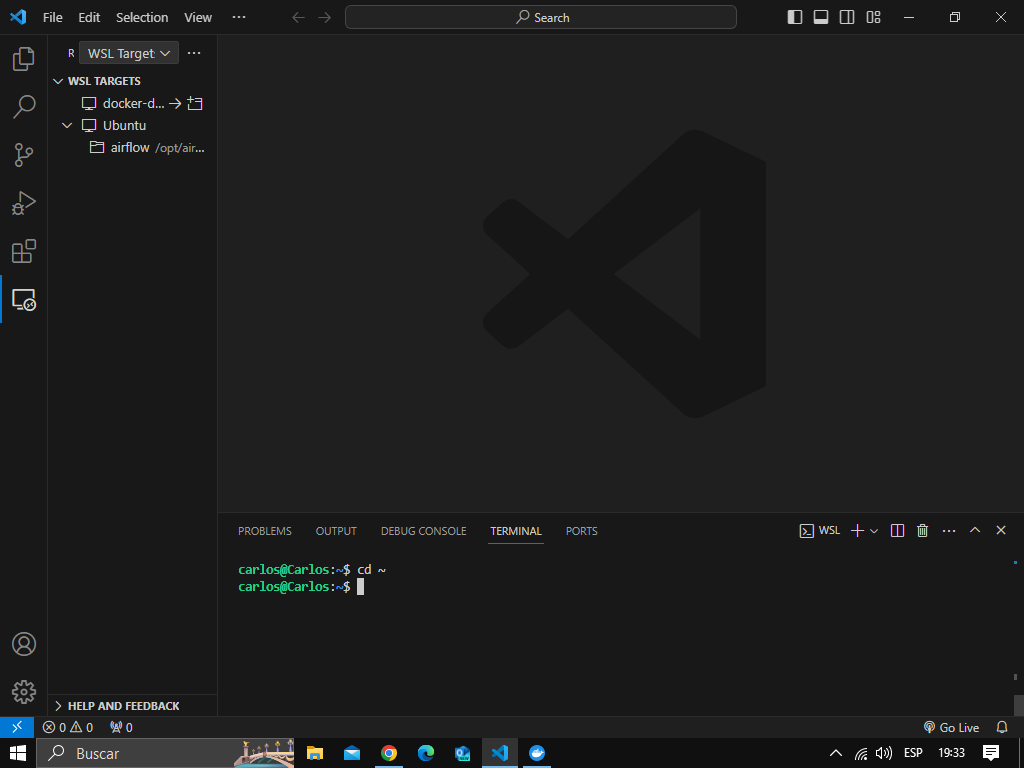 File Edit Selection View ··· Search
R WSL Target: ···
WSL TARGETS
docker-d...
Ubuntu
airflow /opt/air...
PROBLEMS OUTPUT DEBUG CONSOLE TERMINAL PORTS WSL ···
carlos@Carlos:~$ cd ~
carlos@Carlos:~$
HELP AND FEEDBACK
0 0 0 Go Live
Buscar ESP 19:33